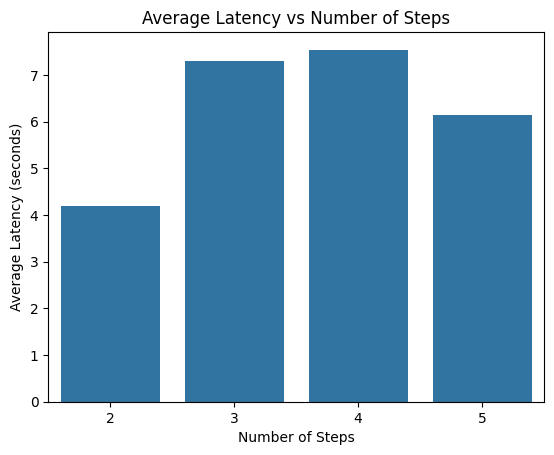 Average Latency vs Number of Steps
Average Latency (seconds)
7
6
5
4
3
2
1
0
2 3 4 5
Number of Steps